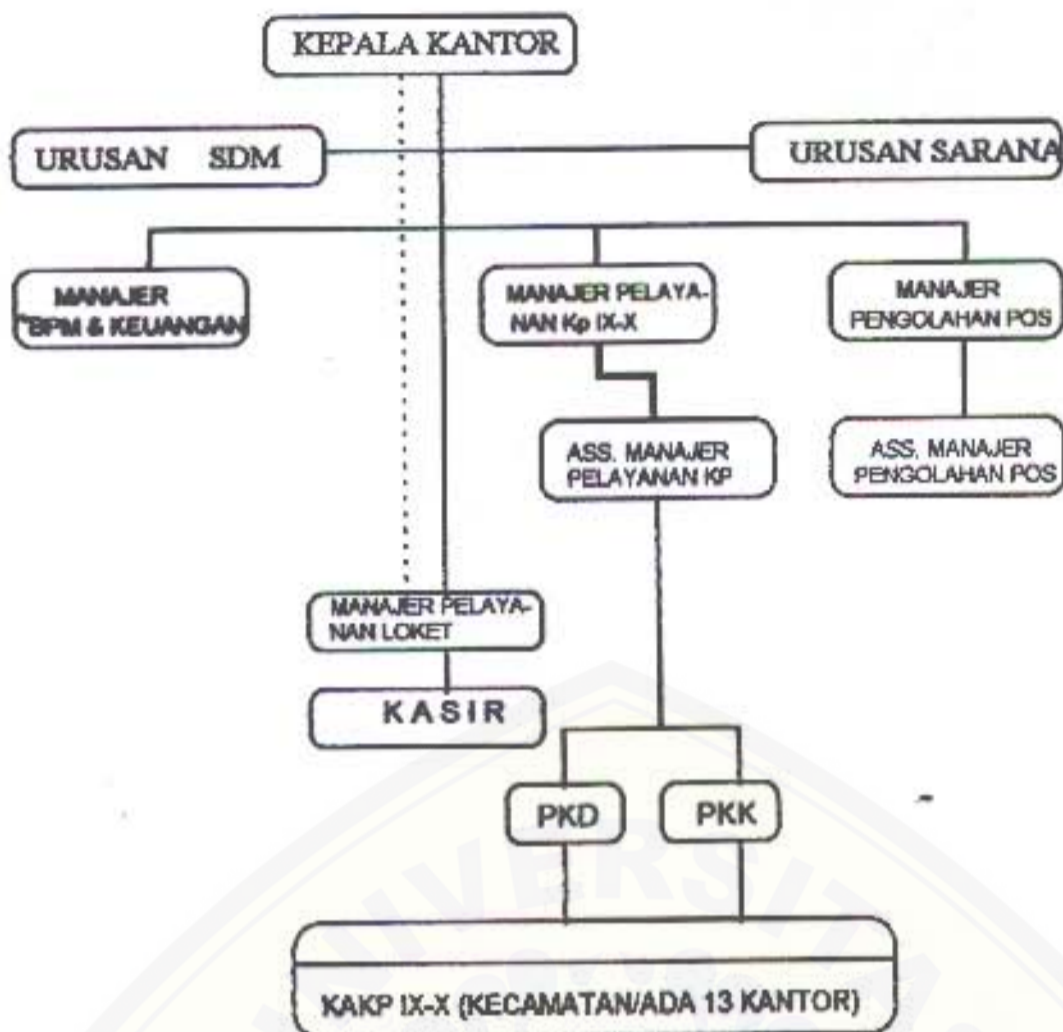 KEPALA KANTOR
URUSAN SDM
URUSAN SARANA
MANAJER
BPM & KEUANGAN
MANAJER PELAYA-
NAN Kp IX-X
MANAJER
PENGOLAHAN POS
ASS. MANAJER
PELAYANAN KP
ASS. MANAJER
PENGOLAHAN POS
MANAJER PELAYA-
NAN LOKET
K A S I R
PKD
PKK
UNIVERSITA
KAKP IX-X (KECAMATAN/ADA 13 KANTOR)